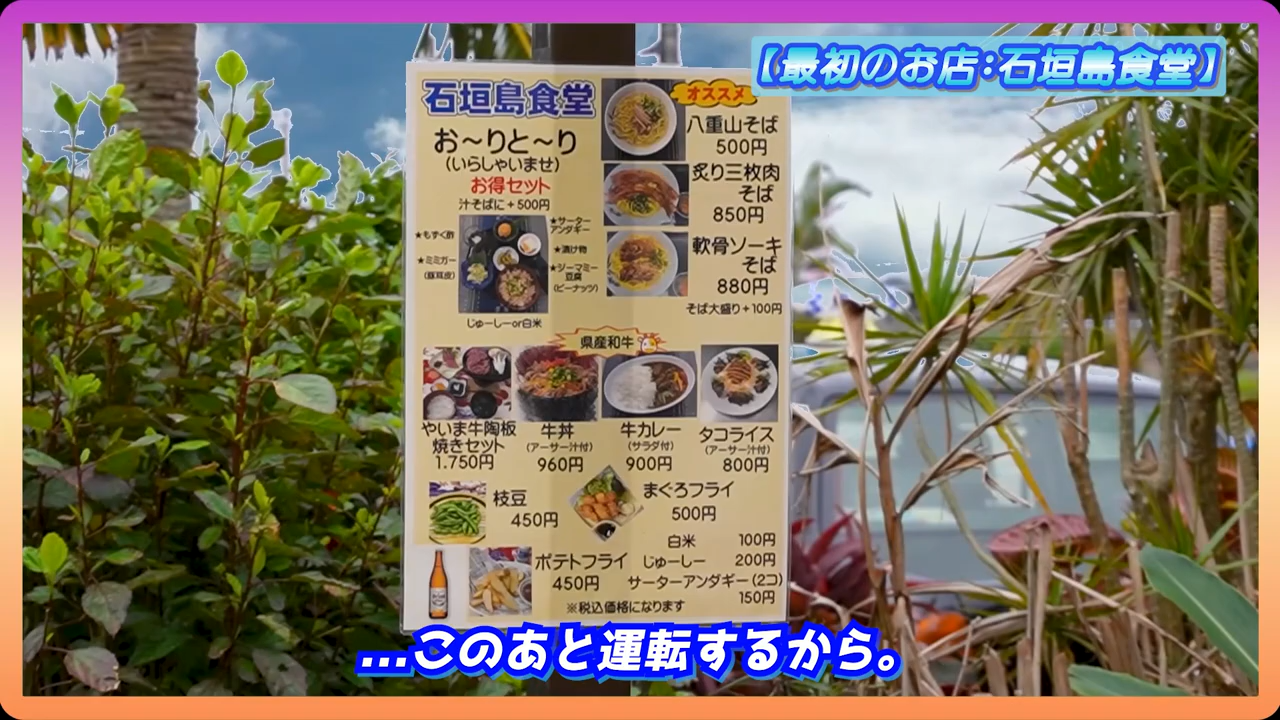 【最初のお店：石垣島食堂】
石垣島食堂
お～りと～り
(いらしゃいませ)
お得セット
汁そばに＋500円
★もずく酢
★ミミガー
(豚耳皮)
★サーター
アンダギー
★漬け物
★ジーマミー
豆腐
(ピーナッツ)
じゅーしーor白米
オススメ
八重山そば
500円
炙り三枚肉
そば
850円
軟骨ソーキ
そば
880円
そば大盛り＋100円
県産和牛
やいま牛陶板
焼きセット
1.750円
牛丼
(アーサー汁付)
960円
牛カレー
(サラダ付)
900円
タコライス
(アーサー汁付)
800円
枝豆
450円
まぐろフライ
500円
白米 100円
じゅーしー 200円
サーターアンダギー(2コ)
150円
ポテトフライ
450円
※税込価格になります
...このあと運転するから。